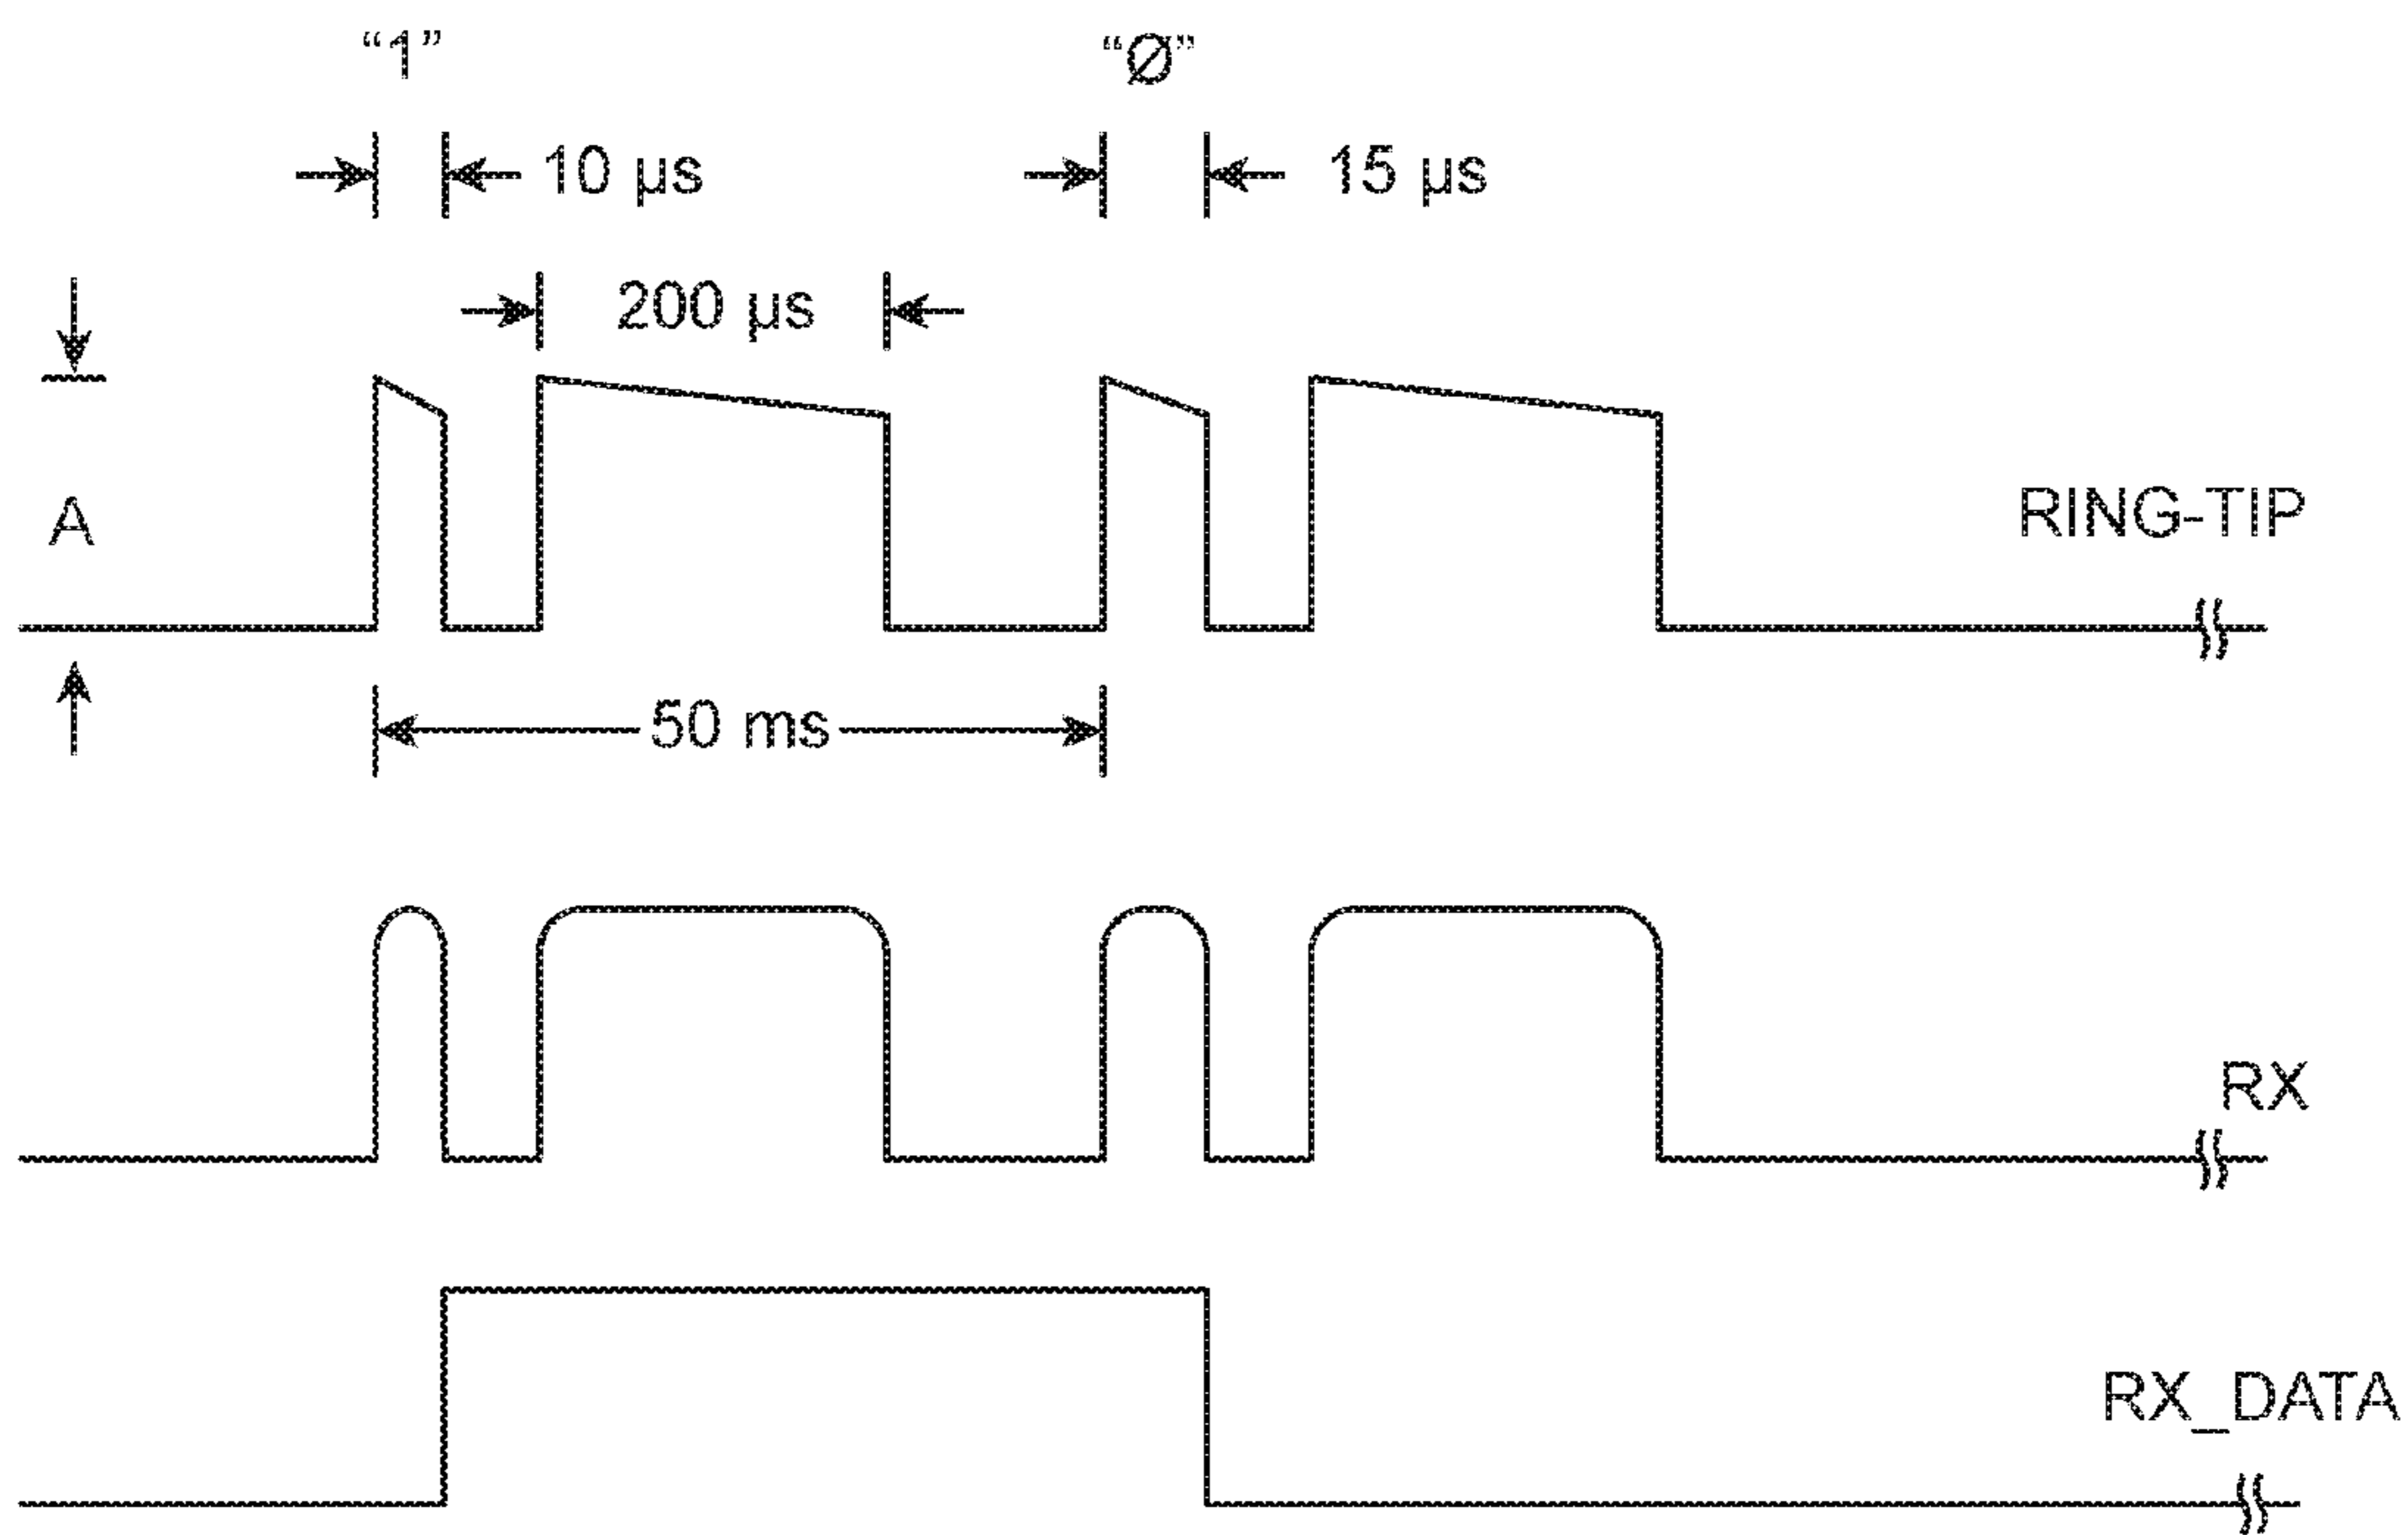 “1” “Ø”
10 µs 15 µs
200 µs
A RING-TIP
50 ms
RX
RX_DATA